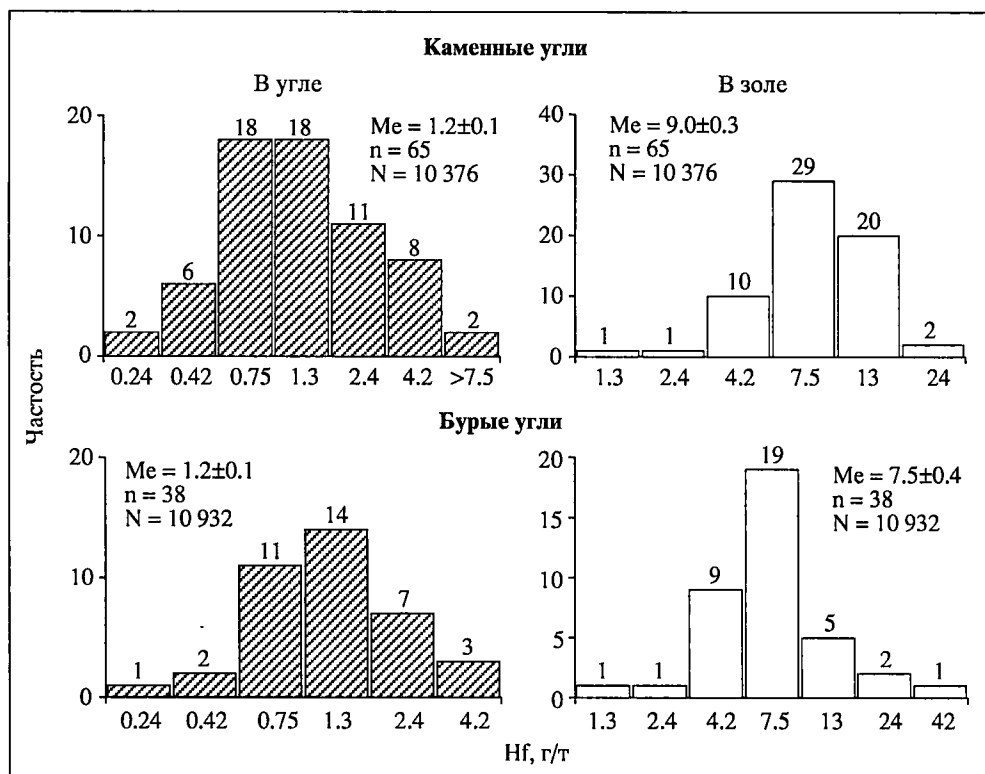 Каменные угли
В угле
В золе
20
18
18
Me = 1.2±0.1
n = 65
N = 10 376
11
10
8
6
2
2
0
0.24 0.42 0.75 1.3 2.4 4.2 >7.5
40
Me = 9.0±0.3
n = 65
N = 10 376
30
29
20
20
10
10
1
1
2
0
1.3 2.4 4.2 7.5 13 24
Частость
Бурые угли
20
Me = 1.2±0.1
n = 38
N = 10 932
14
11
10
7
3
2
1
0
0.24 0.42 0.75 1.3 2.4 4.2
20
19
Me = 7.5±0.4
n = 38
N = 10 932
15
10
9
5
5
1
1
2
1
0
1.3 2.4 4.2 7.5 13 24 42
Hf, г/т